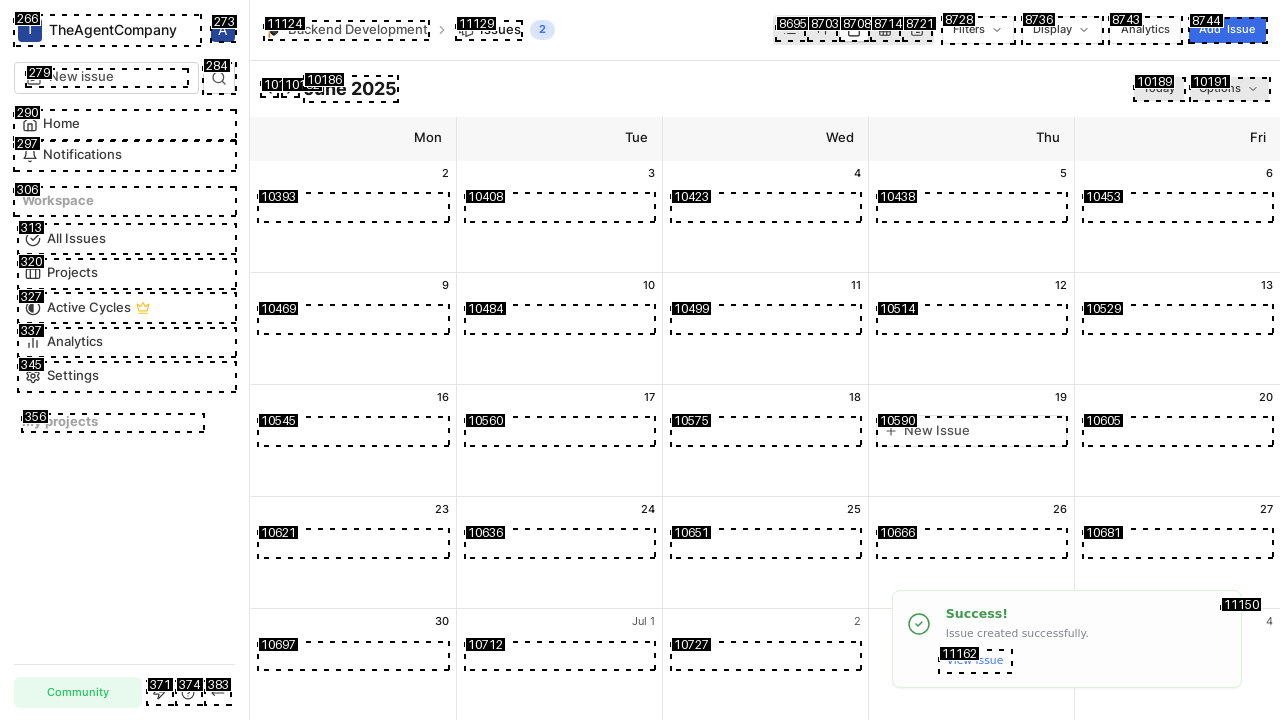 266
TheAgentCompany
273
279
New issue
284
290
Home
297
Notifications
306
Workspace
313
All Issues
320
Projects
327
Active Cycles
337
Analytics
345
Settings
356
My projects
Community
371
374
383
11124
Backend Development
11129
Issues
2
8695
8703
8708
8714
8721
8728
Filters
8736
Display
8743
Analytics
8744
Add Issue
10186
June 2025
10189
Today
10191
Options
Mon Tue Wed Thu Fri
2 3 4 5 6
10393 10408 10423 10438 10453
9 10 11 12 13
10469 10484 10499 10514 10529
16 17 18 19 20
10545 10560 10575 10590 10605
New Issue
23 24 25 26 27
10621 10636 10651 10666 10681
30 Jul 1 2 4
10697 10712 10727
11150
Success!
Issue created successfully.
11162
View issue